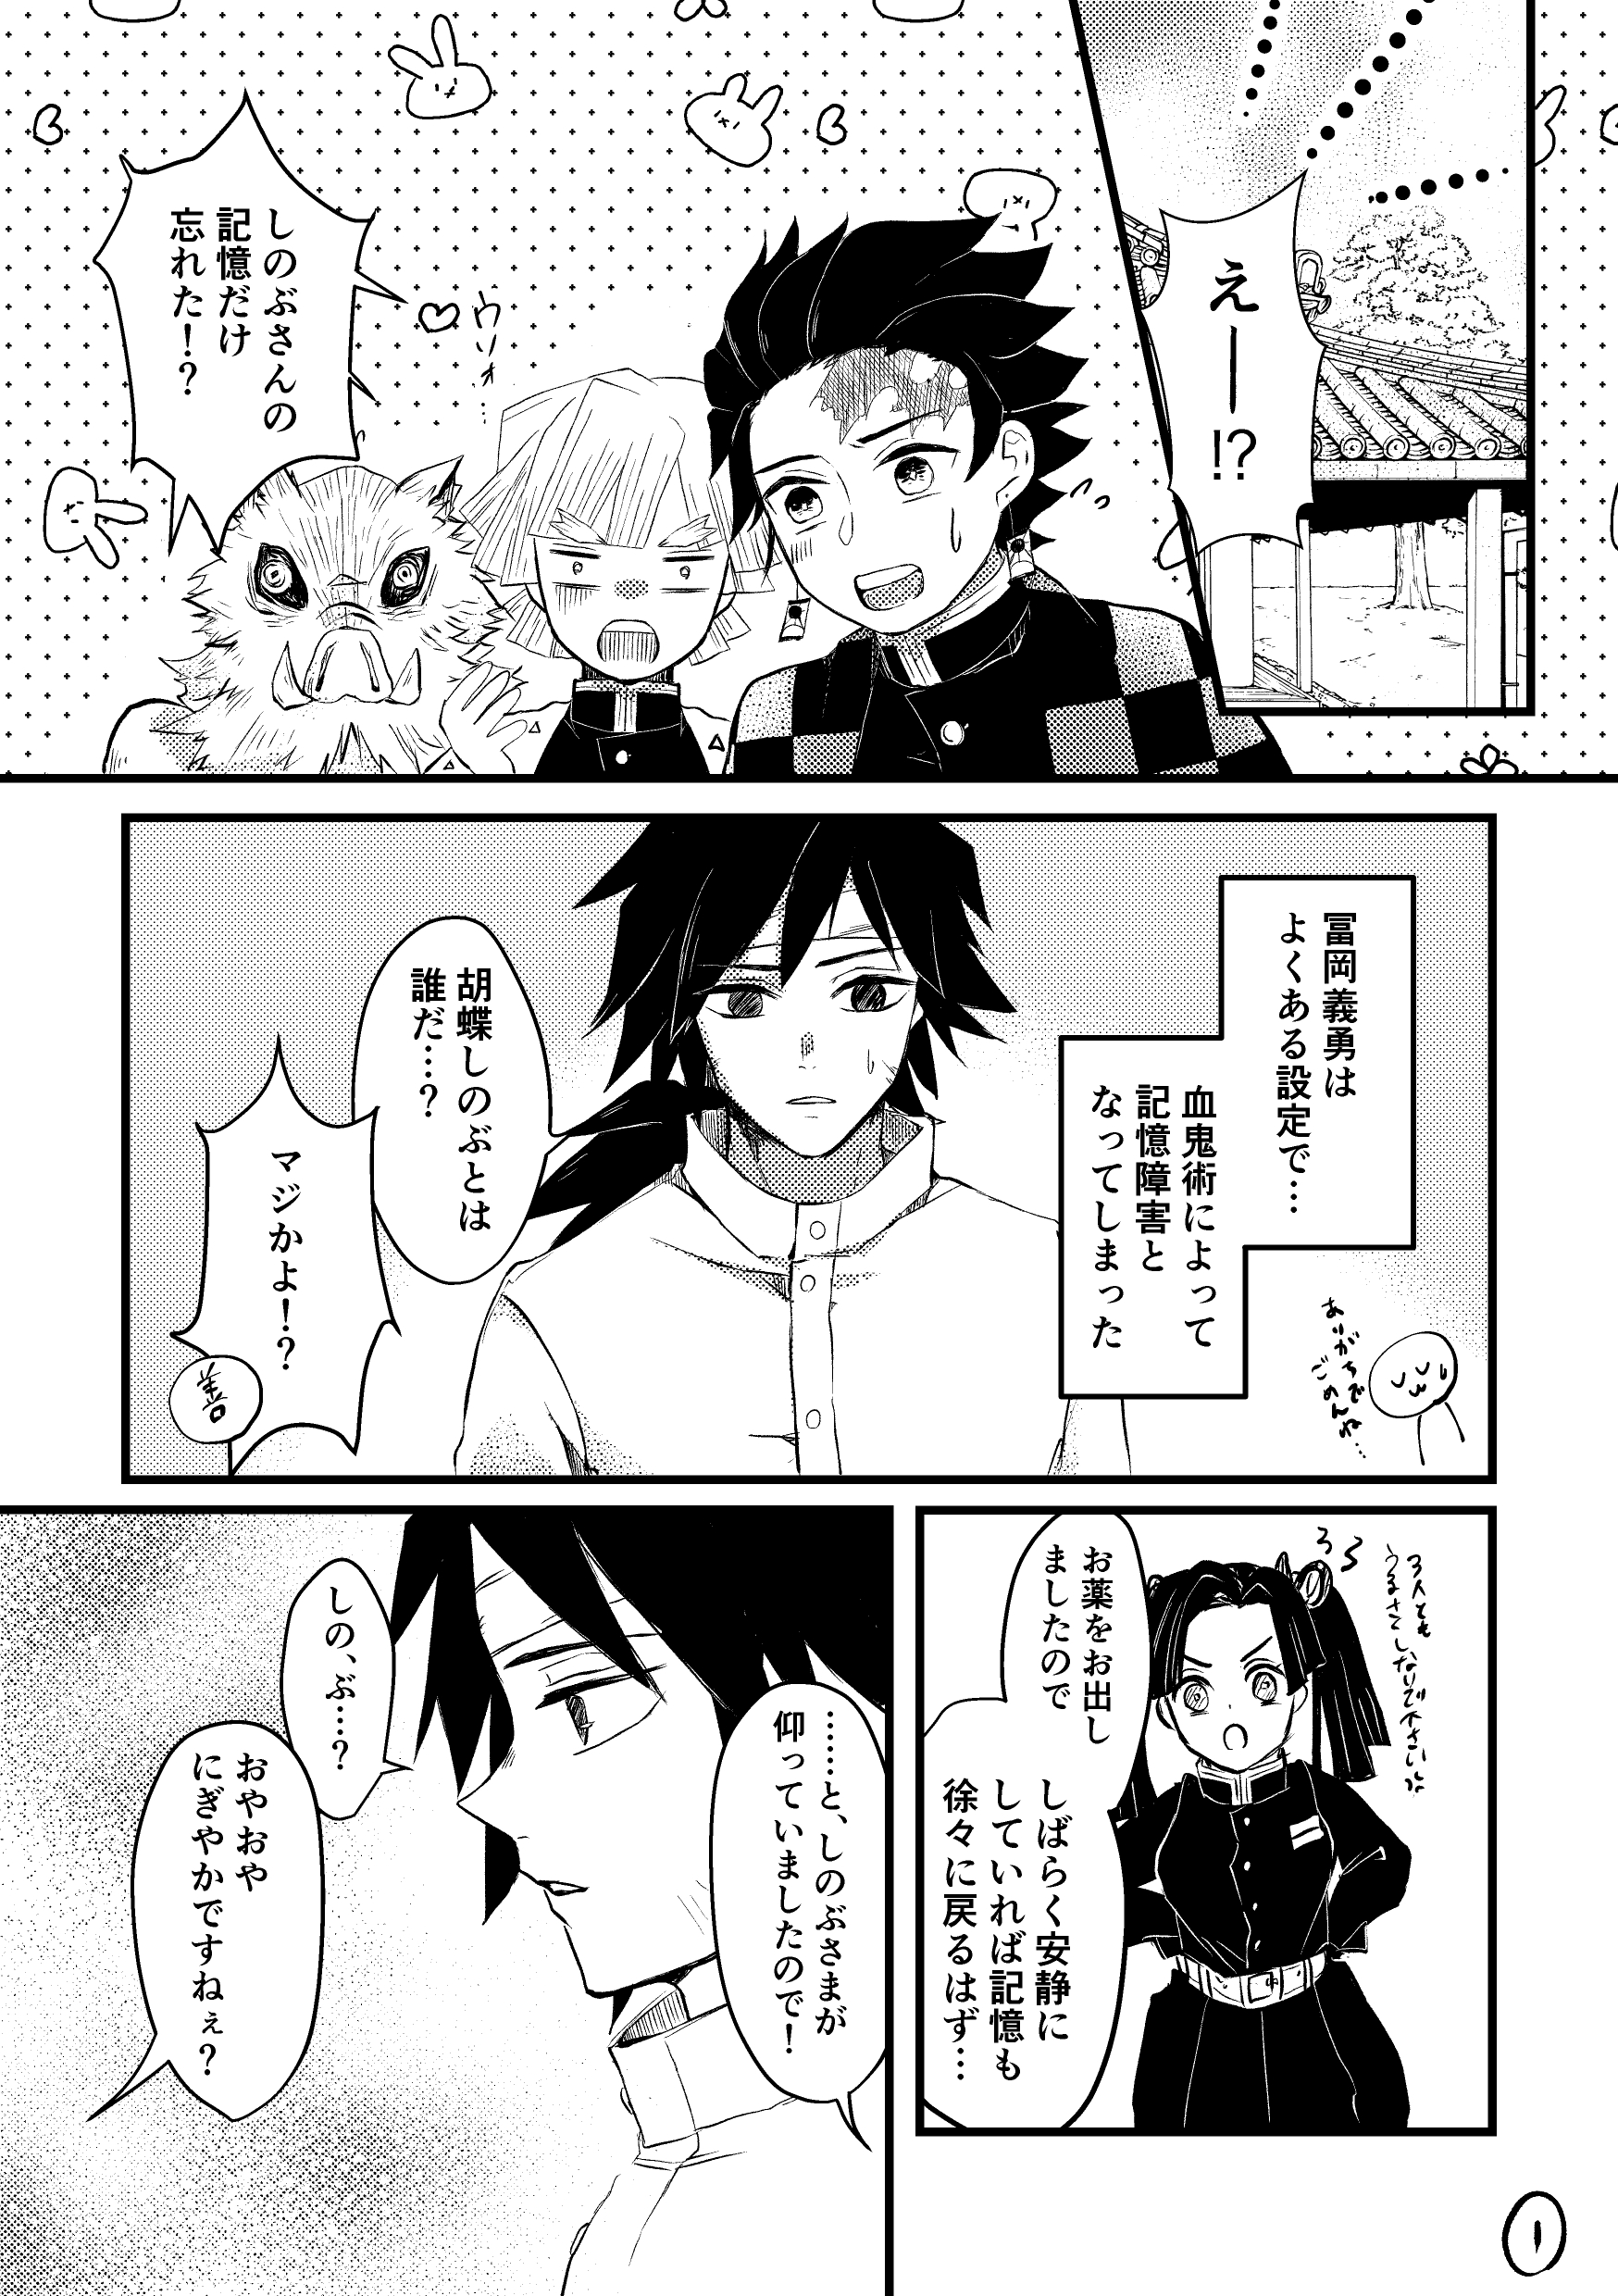 えー!?
しのぶさんの
記憶だけ
忘れた！？
ウソォ…
冨岡義勇は
よくある設定で…
血鬼術によって
記憶障害と
なってしまった
ありがちで
ごめんね…
胡蝶しのぶとは
誰だ…？
マジかよ！？
善
3人とも
うるさくしないで下さい
お薬をお出し
ましたので
しばらく安静に
していれば記憶も
徐々に戻るはず…
……と、しのぶさまが
仰っていましたので！
しの、ぶ…？
おやおや
にぎやかですねぇ？
1